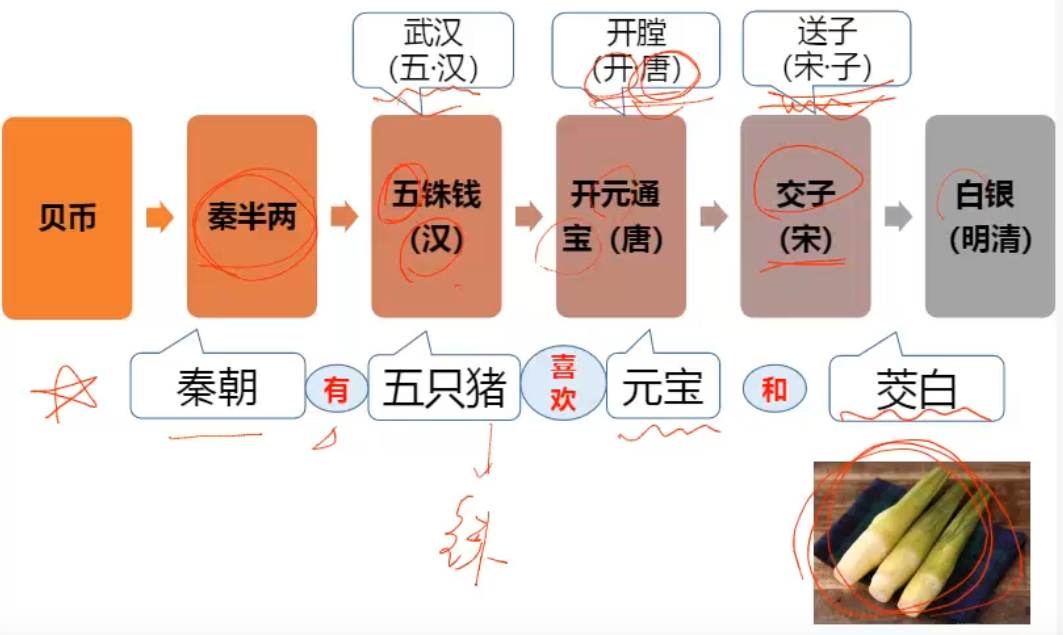 武汉
(五·汉)
开膛
(开·唐)
送子
(宋·子)
贝币
秦半两
五铢钱
(汉)
开元通
宝（唐）
交子
(宋)
白银
(明清)
秦朝
有
五只猪
喜
欢
元宝
和
茭白
铢